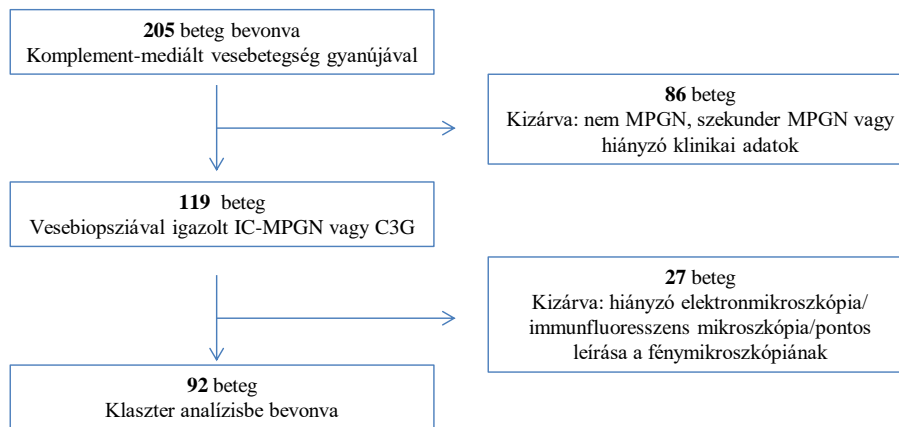 205 beteg bevonva
Komplement-mediált vesebetegség gyanújával
86 beteg
Kizárva: nem MPGN, szekunder MPGN vagy
hiányzó klinikai adatok
119 beteg
Vesebiopsziával igazolt IC-MPGN vagy C3G
27 beteg
Kizárva: hiányzó elektronmikroszkópia/
immunfluoresszens mikroszkópia/pontos
leírása a fénymikroszkópiának
92 beteg
Klaszter analízisbe bevonva